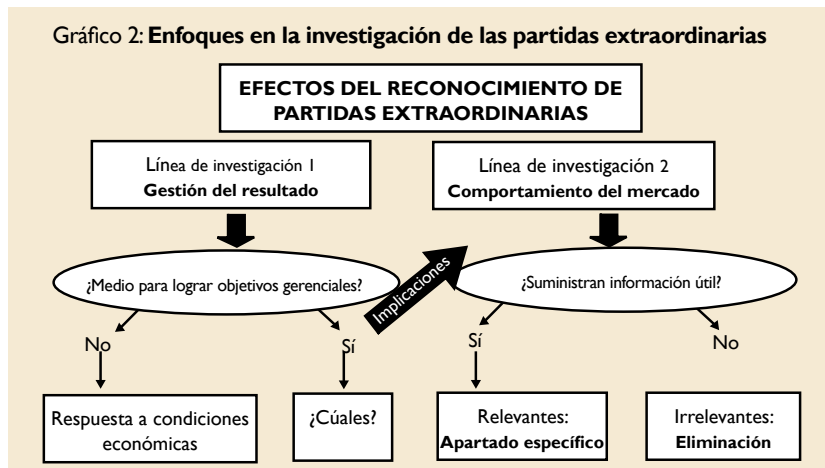 Gráfico 2: Enfoques en la investigación de las partidas extraordinarias
EFECTOS DEL RECONOCIMIENTO DE
PARTIDAS EXTRAORDINARIAS
Línea de investigación 1
Gestión del resultado
Línea de investigación 2
Comportamiento del mercado
¿Medio para lograr objetivos gerenciales?
Implicaciones
¿Suministran información útil?
No
Sí
Sí
No
Respuesta a condiciones
económicas
¿Cúales?
Relevantes:
Apartado específico
Irrelevantes:
Eliminación